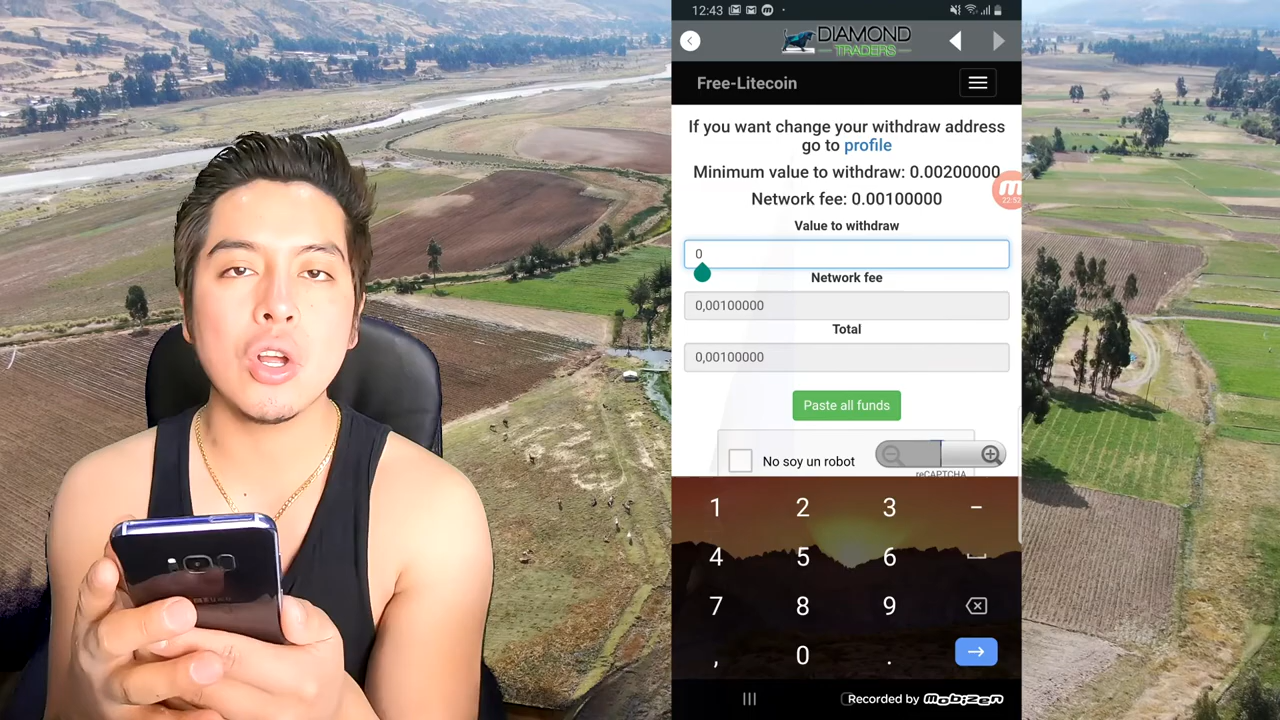 12:43
DIAMOND
TRADERS
Free-Litecoin
If you want change your withdraw address
go to profile
Minimum value to withdraw: 0.00200000
Network fee: 0.00100000
22:52
Value to withdraw
0
Network fee
0,00100000
Total
0,00100000
Paste all funds
No soy un robot
reCAPTCHA
1 2 3 -
4 5 6
7 8 9
, 0 .
Recorded by Mobizen